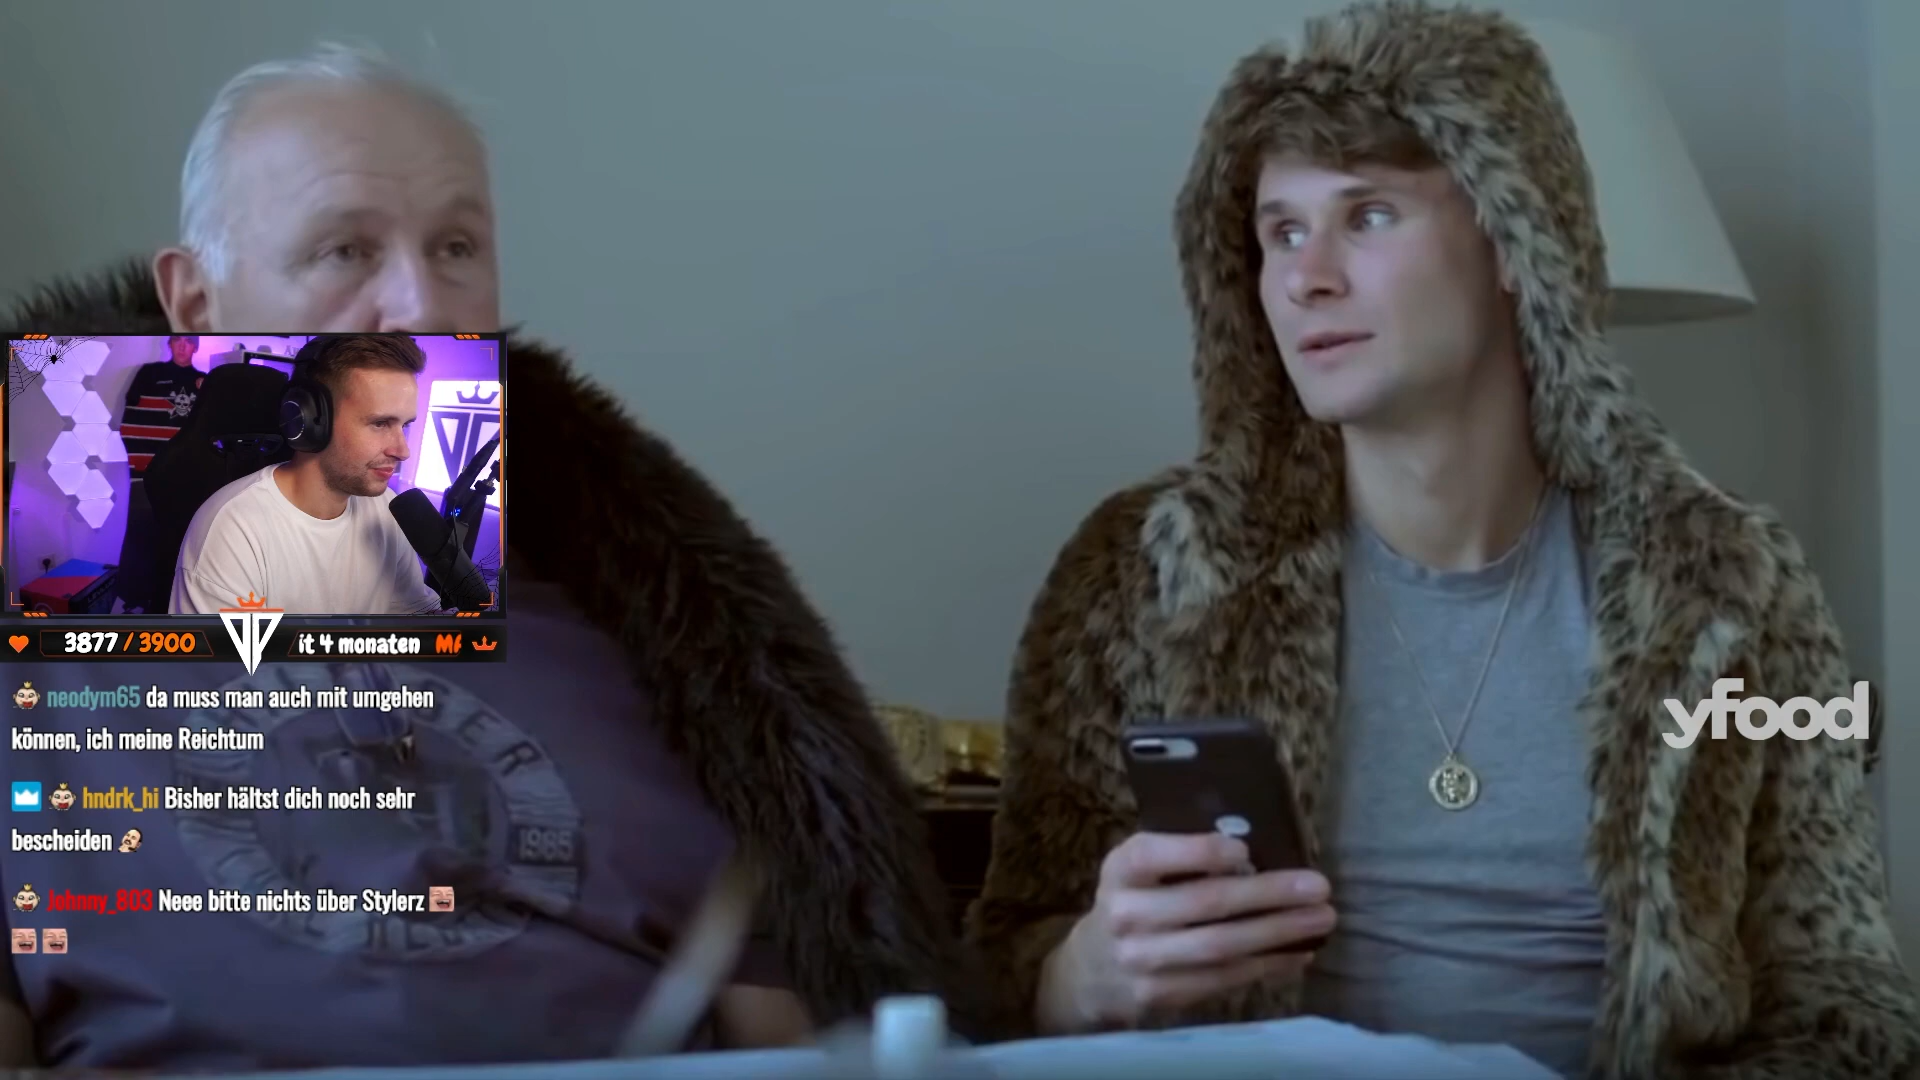 3877 / 3900
it 4 monaten
neodym65 da muss man auch mit umgehen
können, ich meine Reichtum
hndrk_hi Bisher hältst dich noch sehr
bescheiden
Johnny_803 Neee bitte nichts über Stylerz
yfood
1965